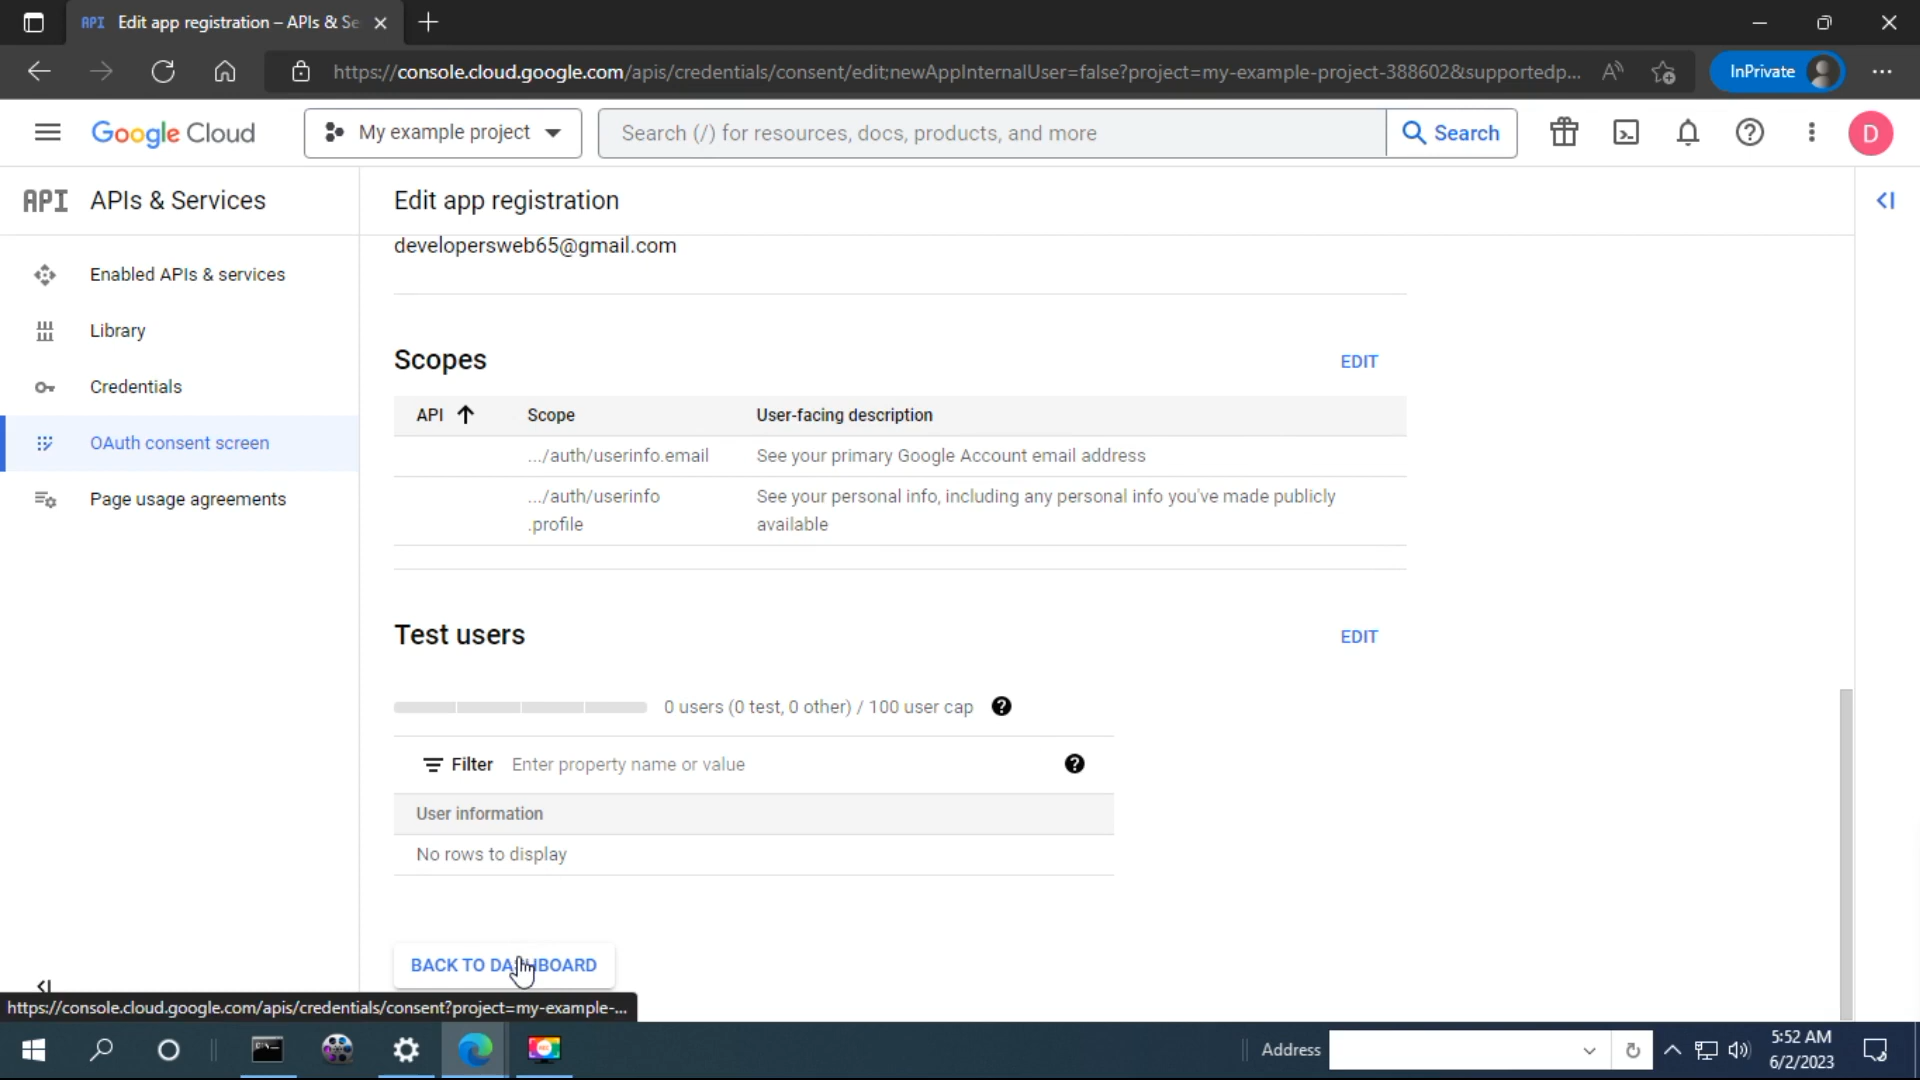 API Edit app registration – APIs & Se
https://console.cloud.google.com/apis/credentials/consent/edit;newAppInternalUser=false?project=my-example-project-388602&supportedp...
InPrivate
Google Cloud
My example project
Search (/) for resources, docs, products, and more
Search
D
API APIs & Services
Edit app registration
developersweb65@gmail.com
Enabled APIs & services
Library
Credentials
OAuth consent screen
Page usage agreements
Scopes
EDIT
API
Scope
User-facing description
.../auth/userinfo.email
See your primary Google Account email address
.../auth/userinfo
.profile
See your personal info, including any personal info you've made publicly
available
Test users
EDIT
0 users (0 test, 0 other) / 100 user cap
Filter Enter property name or value
User information
No rows to display
BACK TO DASHBOARD
https://console.cloud.google.com/apis/credentials/consent?project=my-example-...
Address
5:52 AM
6/2/2023